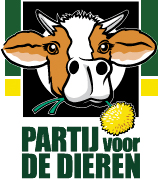 PARTIJ voor
DE DIEREN